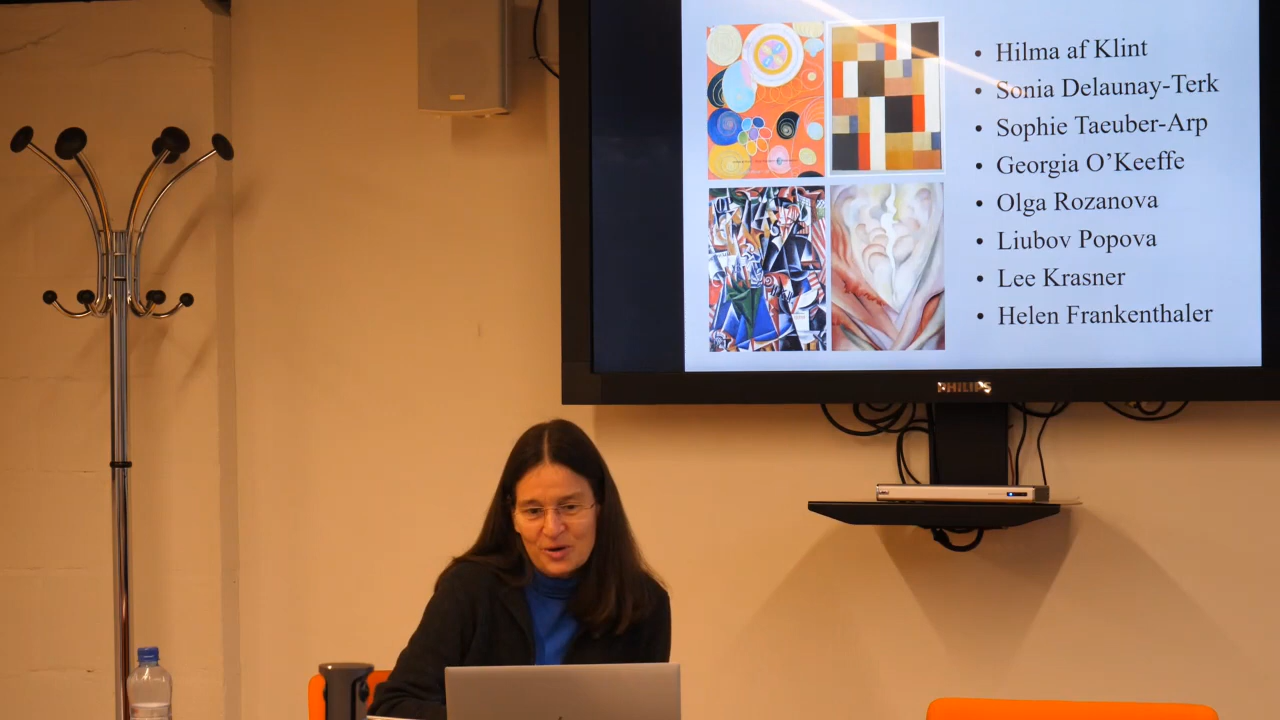 • Hilma af Klint
• Sonia Delaunay-Terk
• Sophie Taeuber-Arp
• Georgia O'Keeffe
• Olga Rozanova
• Liubov Popova
• Lee Krasner
• Helen Frankenthaler
PHILIPS